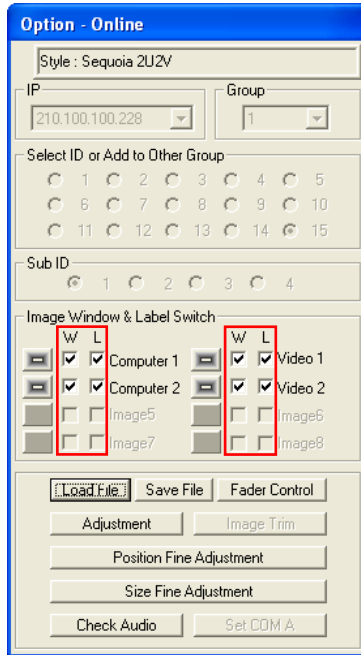 Option - Online
Style : Sequoia 2U2V
IP Group
210.100.100.228 1
Select ID or Add to Other Group
1 2 3 4 5
6 7 8 9 10
11 12 13 14 15
Sub ID
1 2 3 4
Image Window & Label Switch
W L W L
Computer 1 Video 1
Computer 2 Video 2
Image5 Image6
Image7 Image8
Load File Save File Fader Control
Adjustment Image Trim
Position Fine Adjustment
Size Fine Adjustment
Check Audio Set COM A